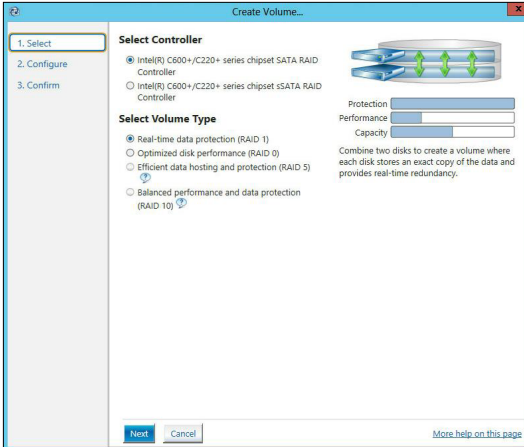 Create Volume...
x
1. Select
2. Configure
3. Confirm
Select Controller
Intel(R) C600+/C220+ series chipset SATA RAID
Controller
Intel(R) C600+/C220+ series chipset sSATA RAID
Controller
Select Volume Type
Real-time data protection (RAID 1)
Optimized disk performance (RAID 0)
Efficient data hosting and protection (RAID 5)
?
Balanced performance and data protection
(RAID 10) ?
Protection
Performance
Capacity
Combine two disks to create a volume where
each disk stores an exact copy of the data and
provides real-time redundancy.
Next
Cancel
More help on this page